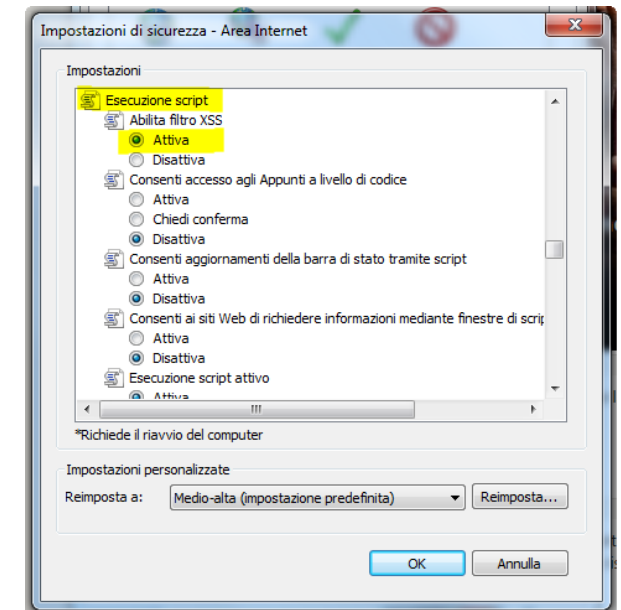 Impostazioni di sicurezza - Area Internet
Impostazioni
Esecuzione script
Abilita filtro XSS
Attiva
Disattiva
Consenti accesso agli Appunti a livello di codice
Attiva
Chiedi conferma
Disattiva
Consenti aggiornamenti della barra di stato tramite script
Attiva
Disattiva
Consenti ai siti Web di richiedere informazioni mediante finestre di scrip
Attiva
Disattiva
Esecuzione script attivo
Attiva
*Richiede il riavvio del computer
Impostazioni personalizzate
Reimposta a:
Medio-alta (impostazione predefinita)
Reimposta...
OK
Annulla